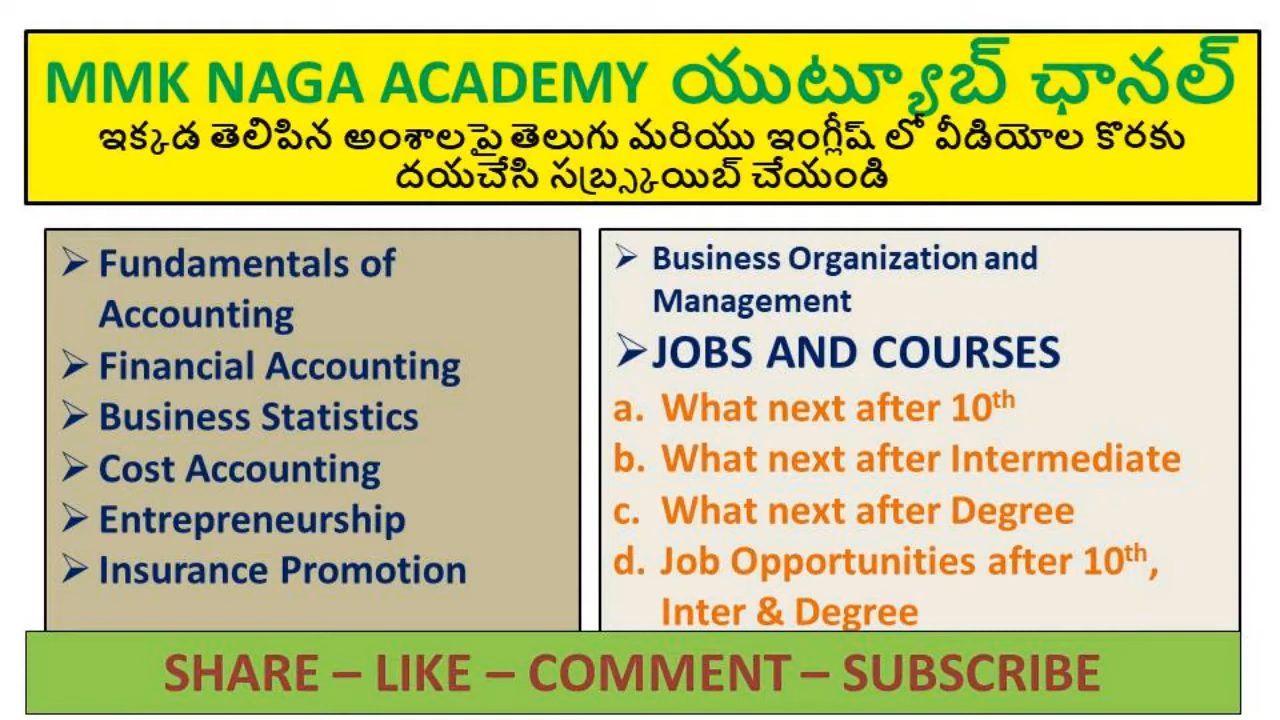 MMK NAGA ACADEMY యుట్యూబ్ ఛానల్
ఇక్కడ తెలిపిన అంశాలపై తెలుగు మరియు ఇంగ్లీష్ లో వీడియోల కొరకు
దయచేసి సబ్స్క్రయిబ్ చేయండి
➢ Fundamentals of
Accounting
➢ Financial Accounting
➢ Business Statistics
➢ Cost Accounting
➢ Entrepreneurship
➢ Insurance Promotion
➢ Business Organization and
Management
➢ JOBS AND COURSES
a. What next after 10th
b. What next after Intermediate
c. What next after Degree
d. Job Opportunities after 10th,
Inter & Degree
SHARE – LIKE – COMMENT – SUBSCRIBE